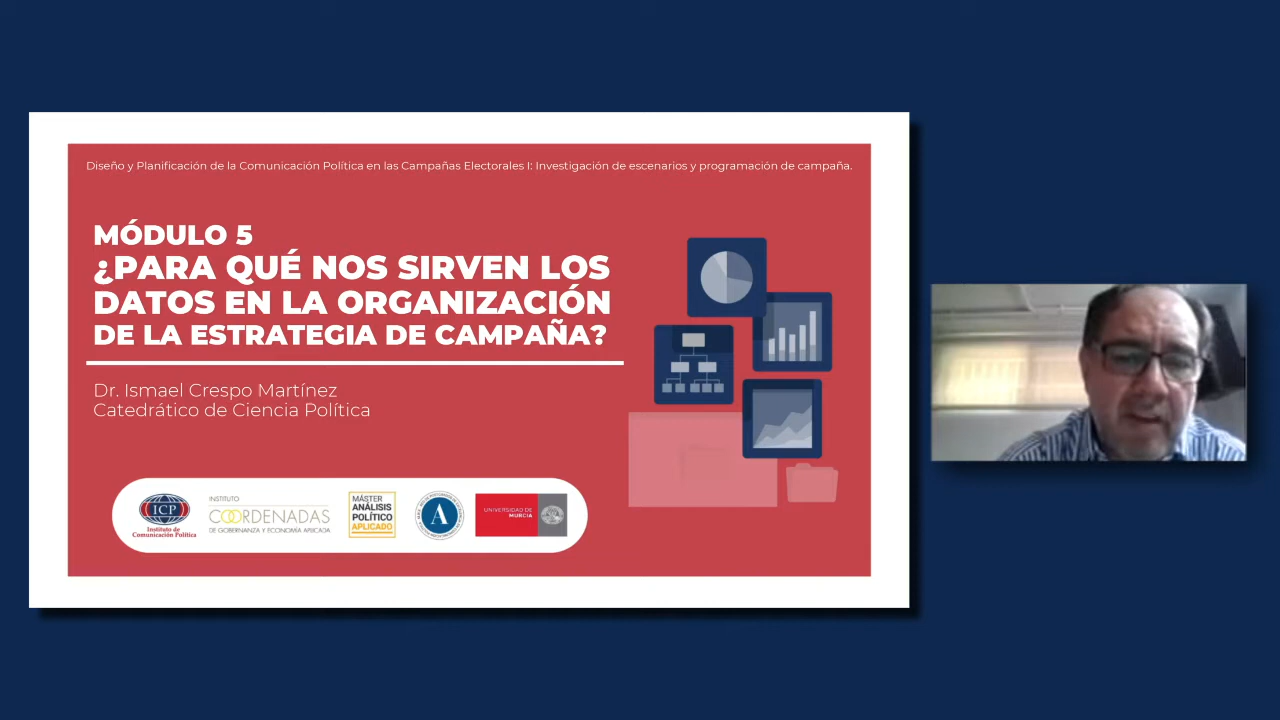 Diseño y Planificación de la Comunicación Política en las Campañas Electorales I: Investigación de escenarios y programación de campaña.
MÓDULO 5
¿PARA QUÉ NOS SIRVEN LOS
DATOS EN LA ORGANIZACIÓN
DE LA ESTRATEGIA DE CAMPAÑA?
Dr. Ismael Crespo Martínez
Catedrático de Ciencia Política
ICP
Instituto de
Comunicación Política
INSTITUTO
COORDENADAS
DE GOBERNANZA Y ECONOMÍA APLICADA
MÁSTER
ANÁLISIS
POLÍTICO
APLICADO
A
UNIVERSIDAD DE
MURCIA